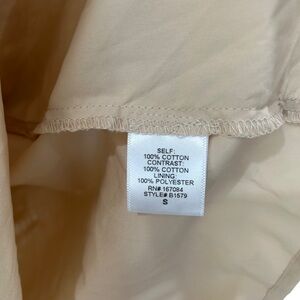 SELF:
100% COTTON
CONTRAST:
100% COTTON
LINING
100% POLYESTER
RN# 167084
STYLE# B1579
S